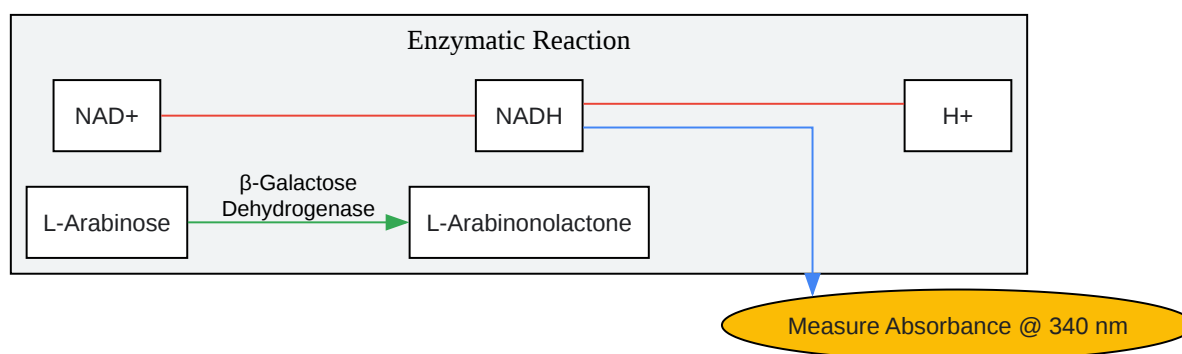 Enzymatic Reaction
NAD+
NADH
H+
β-Galactose
Dehydrogenase
L-Arabinose
L-Arabinonolactone
Measure Absorbance @ 340 nm